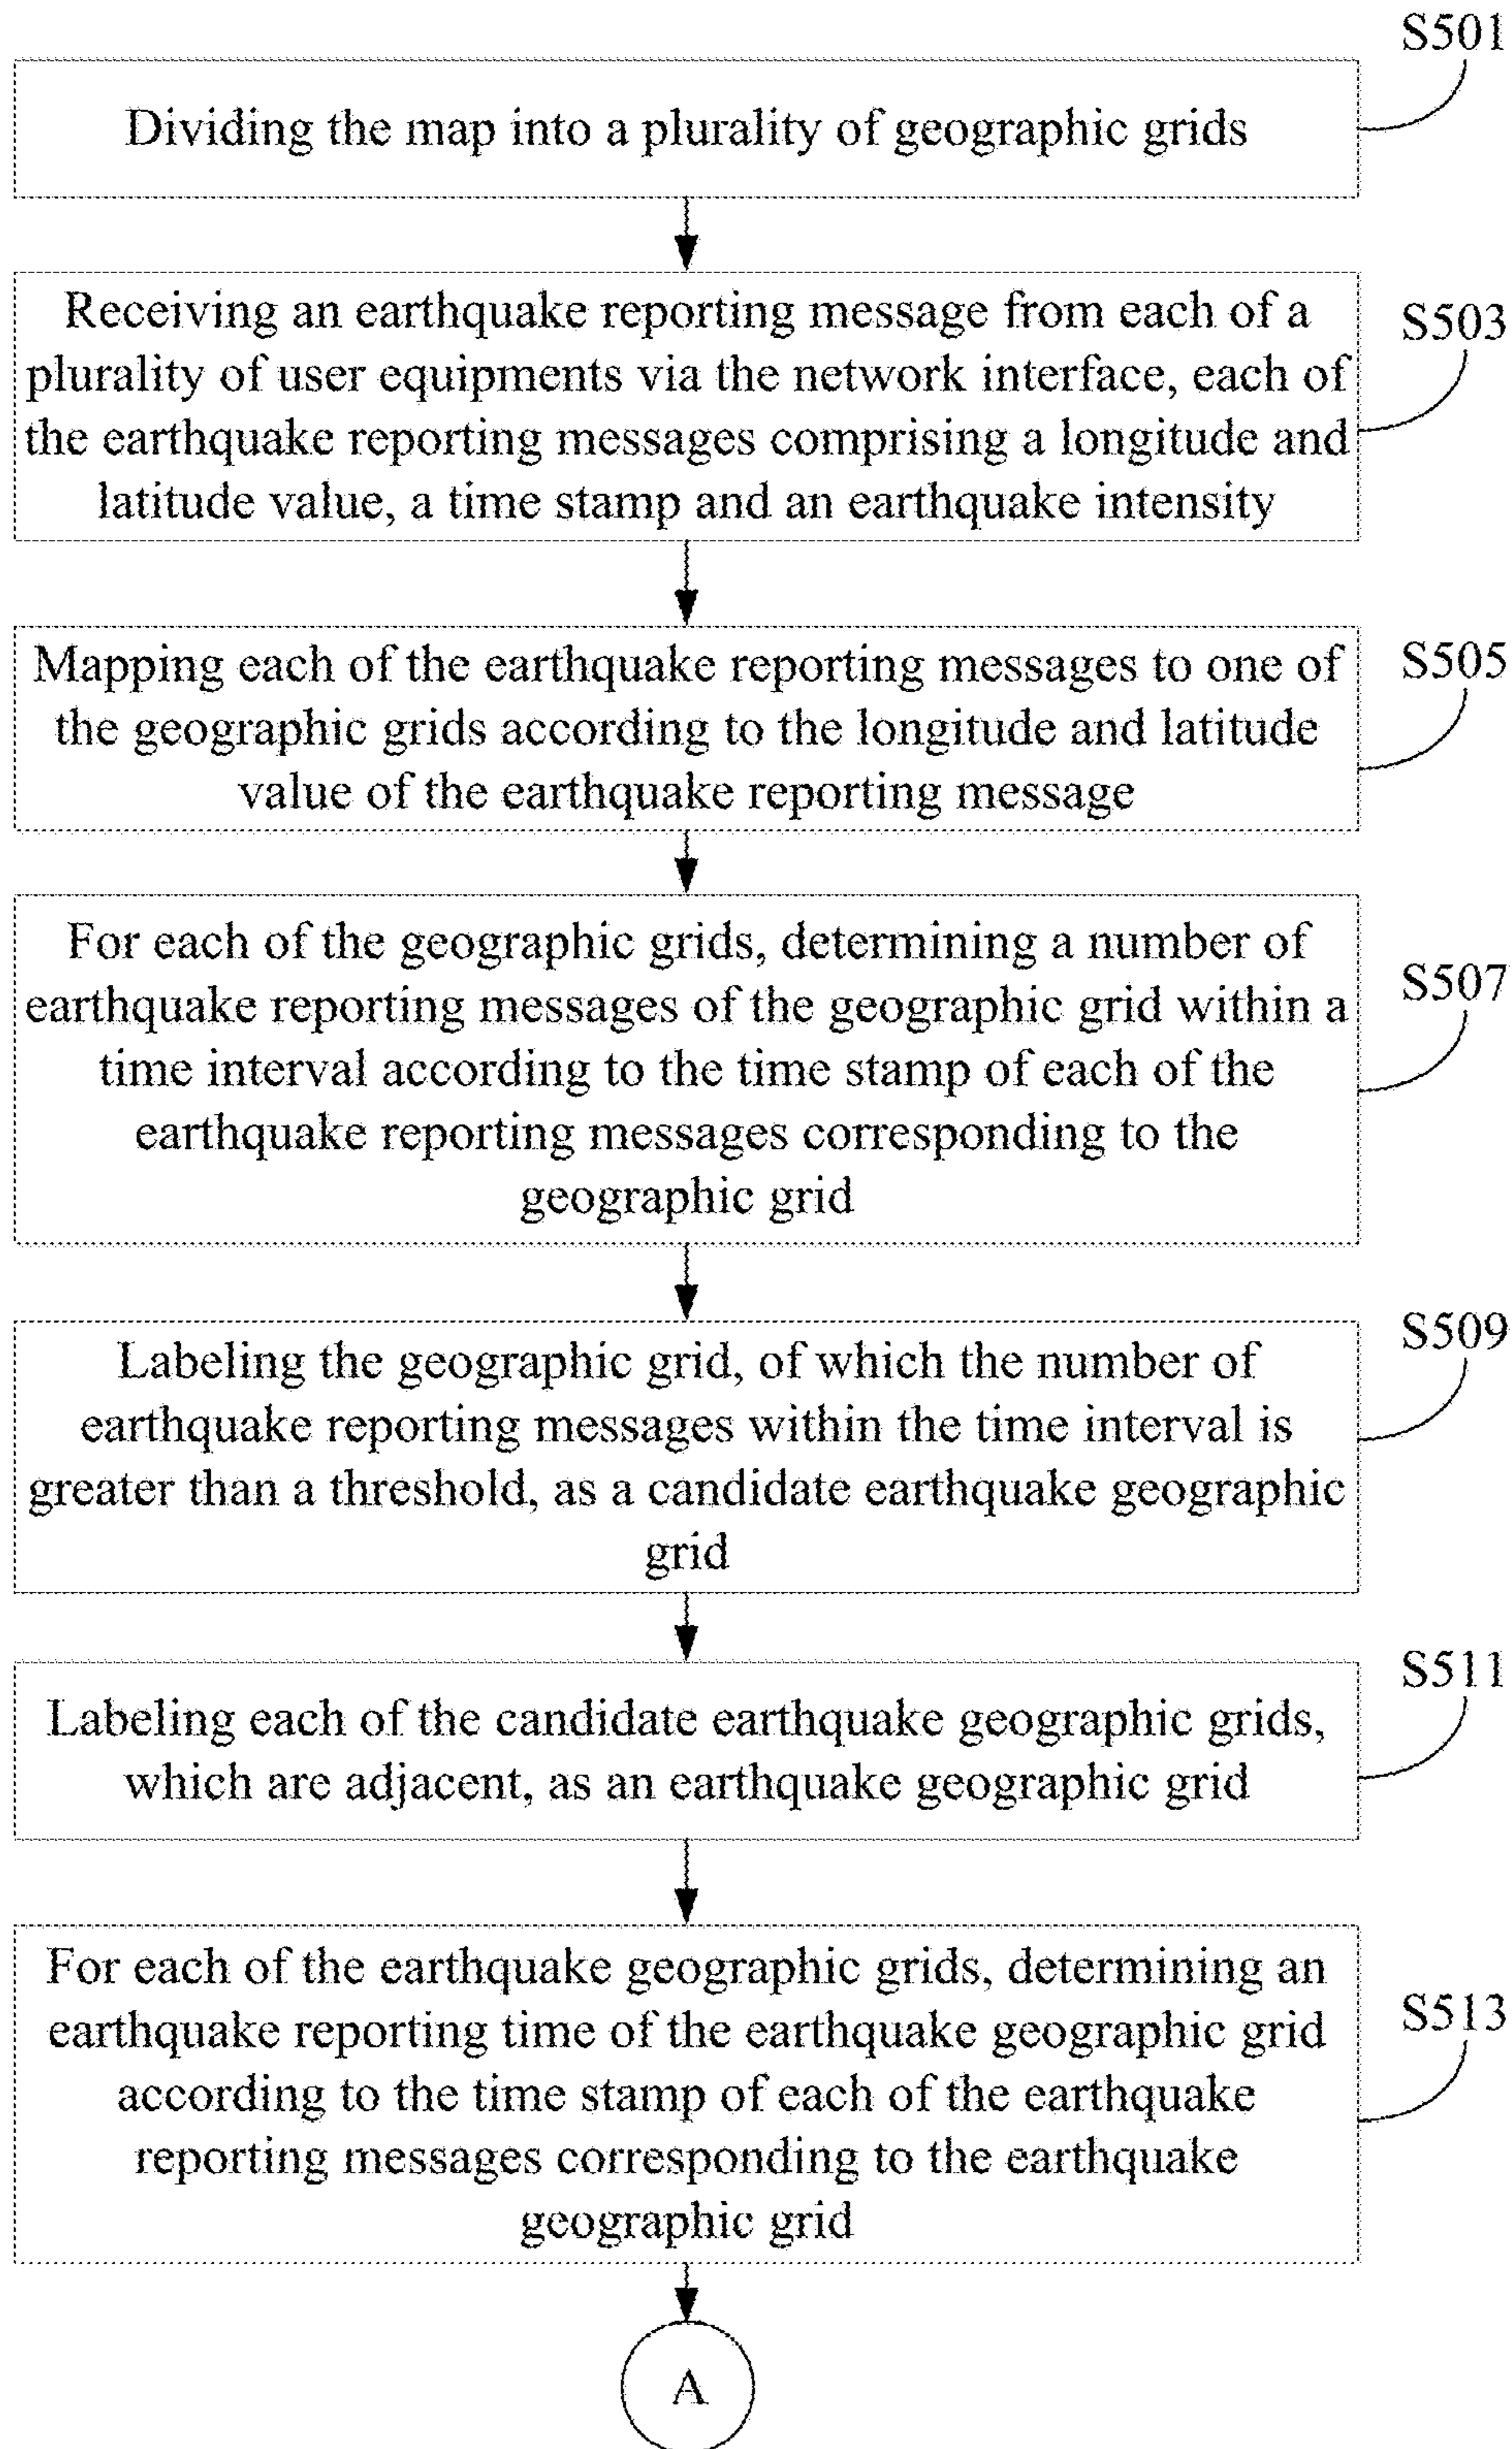 S501
Dividing the map into a plurality of geographic grids
Receiving an earthquake reporting message from each of a
plurality of user equipments via the network interface, each of
the earthquake reporting messages comprising a longitude and
latitude value, a time stamp and an earthquake intensity
S503
Mapping each of the earthquake reporting messages to one of
the geographic grids according to the longitude and latitude
value of the earthquake reporting message
S505
For each of the geographic grids, determining a number of
earthquake reporting messages of the geographic grid within a
time interval according to the time stamp of each of the
earthquake reporting messages corresponding to the
geographic grid
S507
Labeling the geographic grid, of which the number of
earthquake reporting messages within the time interval is
greater than a threshold, as a candidate earthquake geographic
grid
S509
Labeling each of the candidate earthquake geographic grids,
which are adjacent, as an earthquake geographic grid
S511
For each of the earthquake geographic grids, determining an
earthquake reporting time of the earthquake geographic grid
according to the time stamp of each of the earthquake
reporting messages corresponding to the earthquake
geographic grid
S513
A